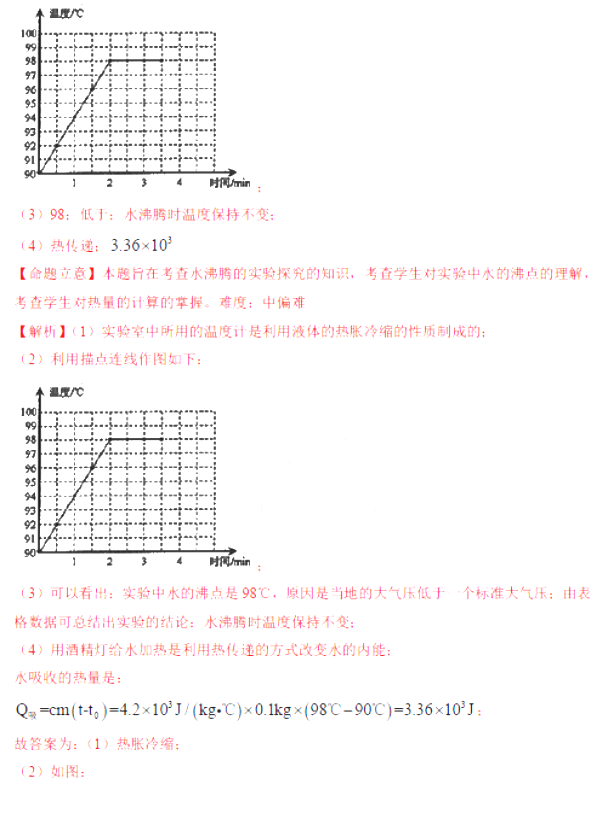 温度/℃
100
99
98
97
96
95
94
93
92
91
90
1 2 3 4 时间/min ;
（3）98；低于；水沸腾时温度保持不变；
（4）热传递；3.36×10³
【命题立意】本题旨在考查水沸腾的实验探究的知识，考查学生对实验中水的沸点的理解，
考查学生对热量的计算的掌握。难度：中偏难
【解析】（1）实验室中所用的温度计是利用液体的热胀冷缩的性质制成的；
（2）利用描点连线作图如下：
温度/℃
100
99
98
97
96
95
94
93
92
91
90
1 2 3 4 时间/min ;
（3）可以看出：实验中水的沸点是98℃，原因是当地的大气压低于一个标准大气压；由表
格数据可总结出实验的结论：水沸腾时温度保持不变；
（4）用酒精灯给水加热是利用热传递的方式改变水的内能；
水吸收的热量是：
Q吸=cm(t-t₀)=4.2×10³J/(kg•℃)×0.1kg×(98℃−90℃)=3.36×10³J；
故答案为：（1）热胀冷缩；
（2）如图：